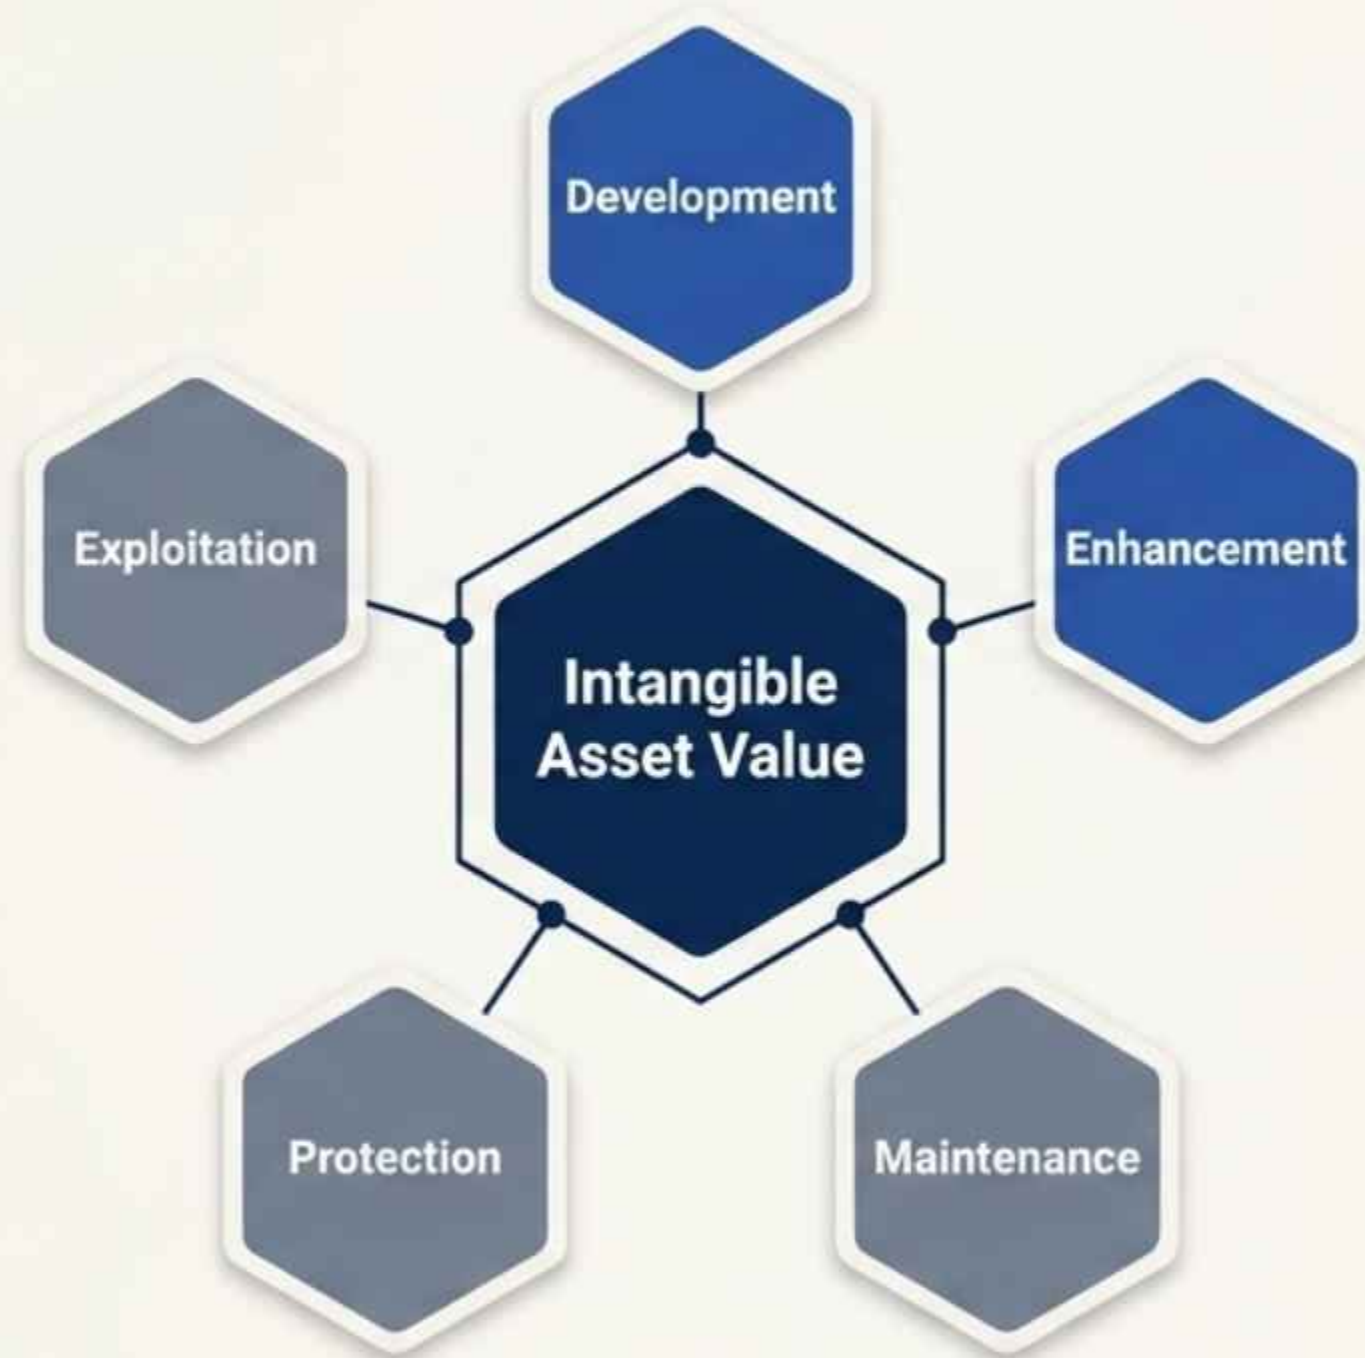 Development
Exploitation
Enhancement
Intangible
Asset Value
Protection
Maintenance